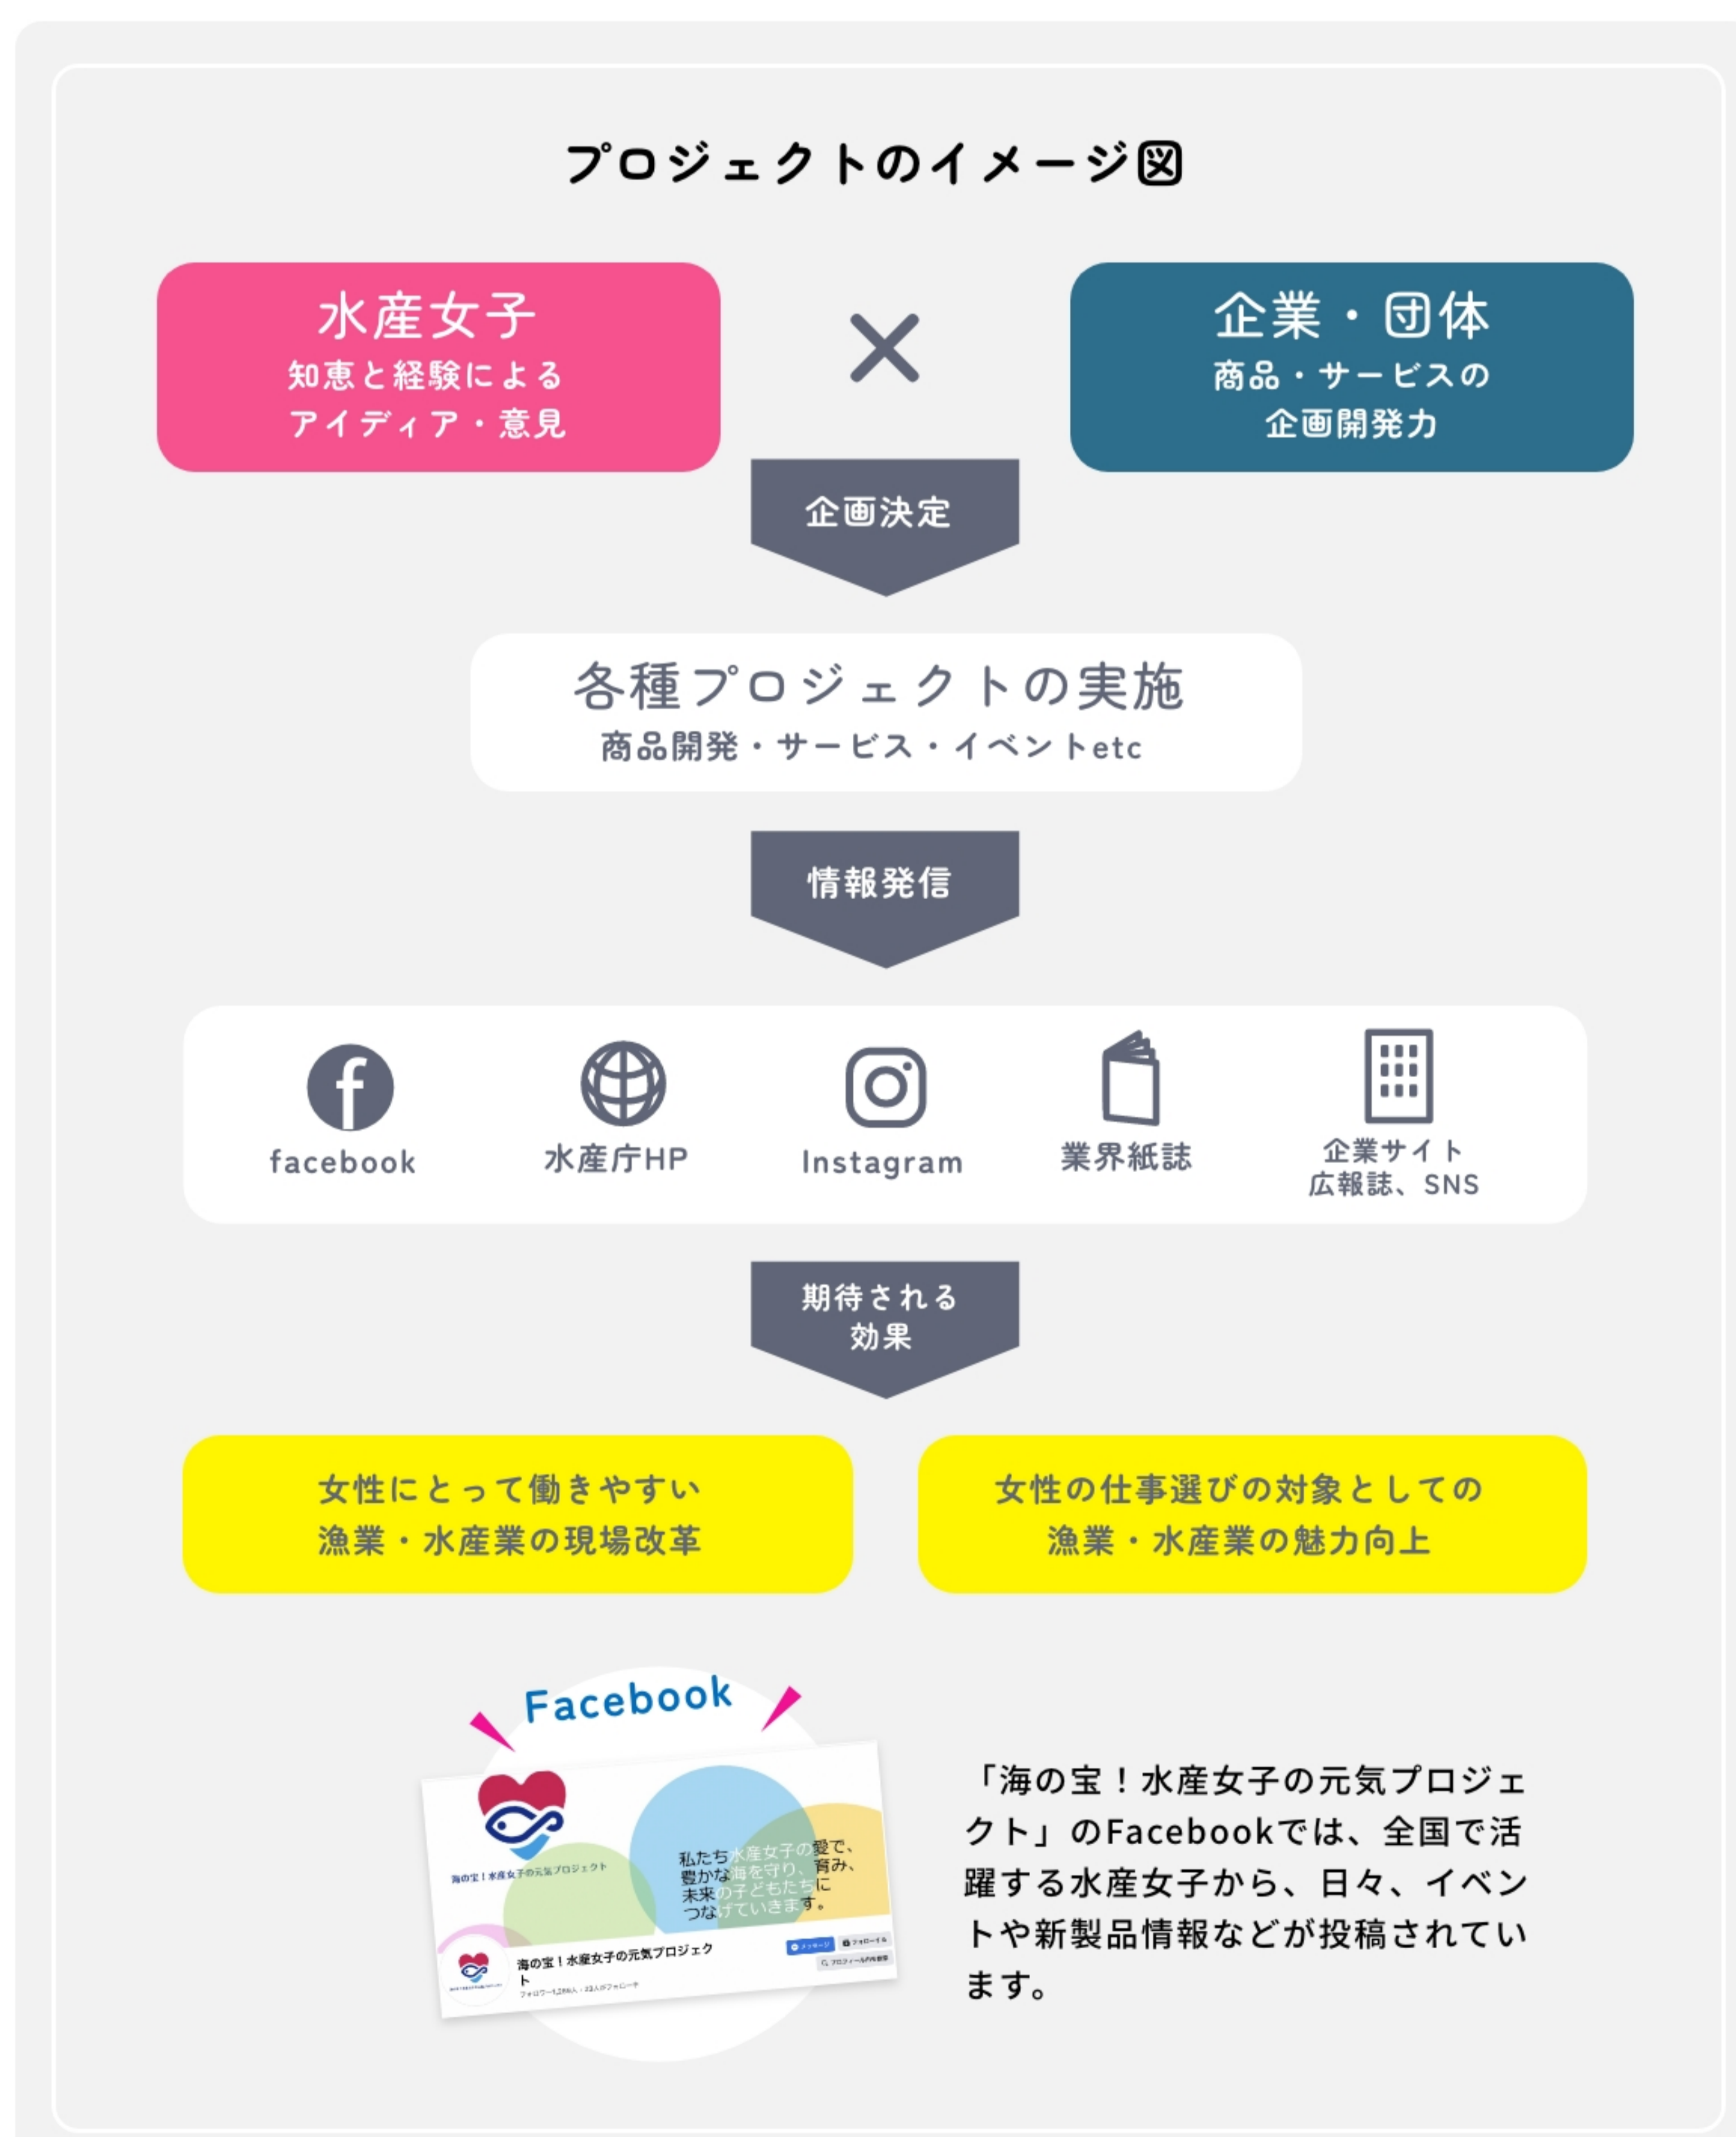 プロジェクトのイメージ図
水産女子
知恵と経験による
アイディア・意見
企業・団体
商品・サービスの
企画開発力
企画決定
各種プロジェクトの実施
商品開発・サービス・イベントetc
情報発信
facebook
水産庁HP
Instagram
業界紙誌
企業サイト
広報誌、SNS
期待される
効果
女性にとって働きやすい
漁業・水産業の現場改革
女性の仕事選びの対象としての
漁業・水産業の魅力向上
Facebook
海の宝！水産女子の元気プロジェクト
私たち水産女子の愛で、
豊かな海を守り、育み、
未来の子どもたちに
つなげていきます。
海の宝！水産女子の元気プロジェク
ト
メッセージ
フォローする
「海の宝！水産女子の元気プロジェ
クト」のFacebookでは、全国で活
躍する水産女子から、日々、イベン
トや新製品情報などが投稿されてい
ます。